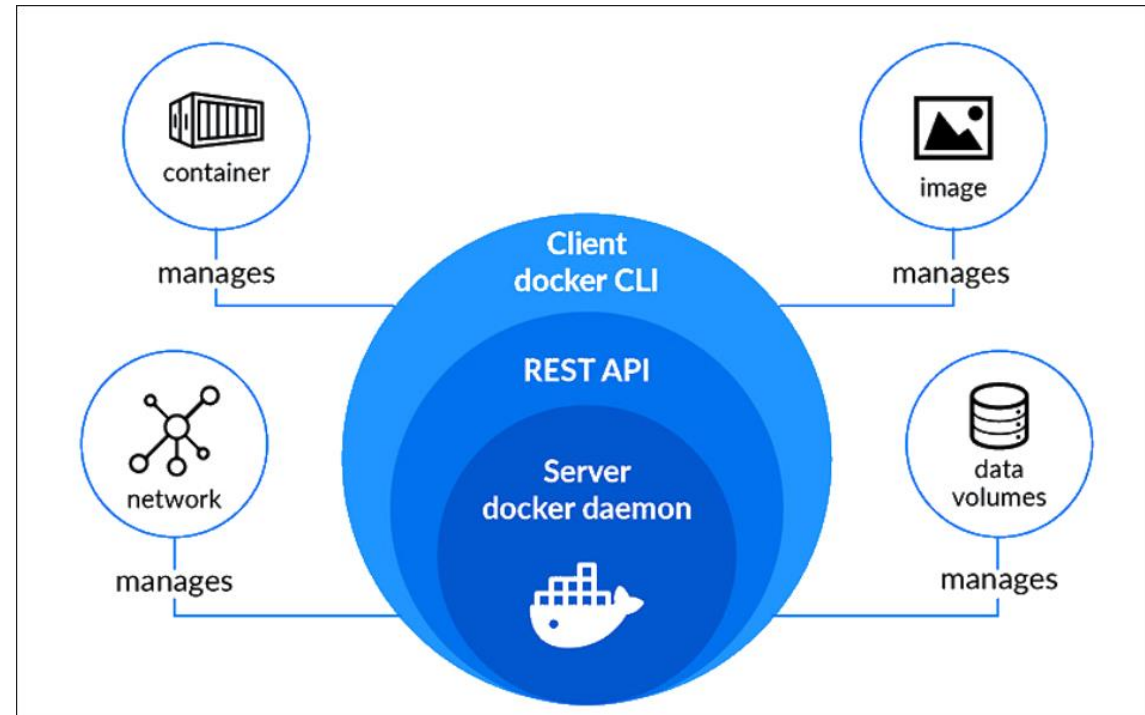 container
manages
image
manages
Client
docker CLI
REST API
Server
docker daemon
network
manages
data
volumes
manages